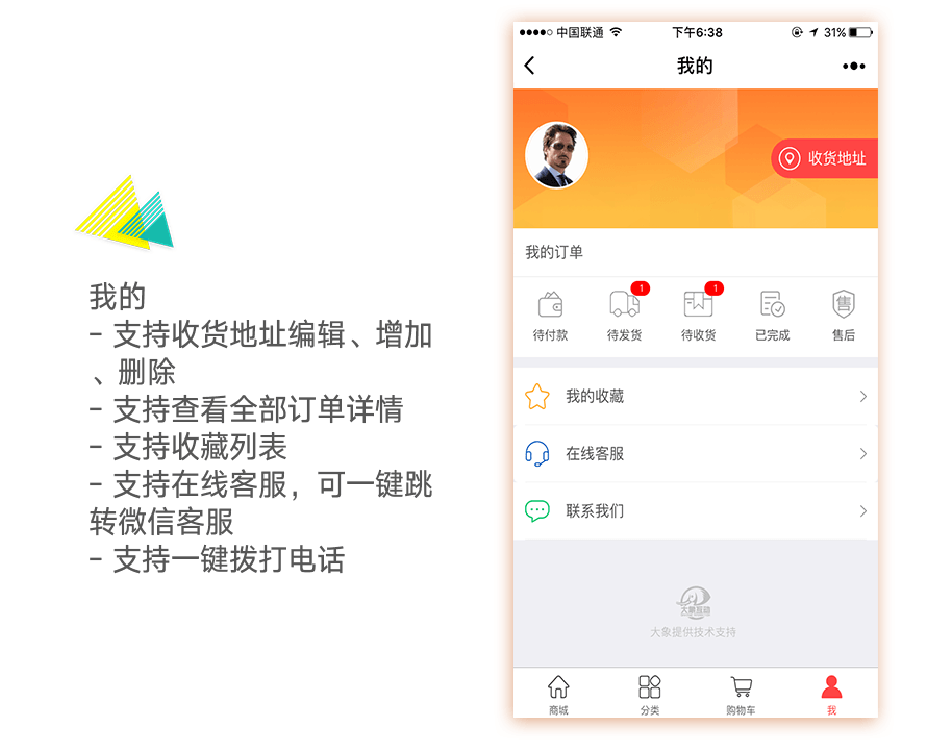 我的
- 支持收货地址编辑、增加
、删除
- 支持查看全部订单详情
- 支持收藏列表
- 支持在线客服，可一键跳
转微信客服
- 支持一键拨打电话
中国联通 下午6:38 31%
我的
收货地址
我的订单
1 1
售
待付款 待发货 待收货 已完成 售后
我的收藏
在线客服
联系我们
大象互动
大象提供技术支持
商城 分类 购物车 我